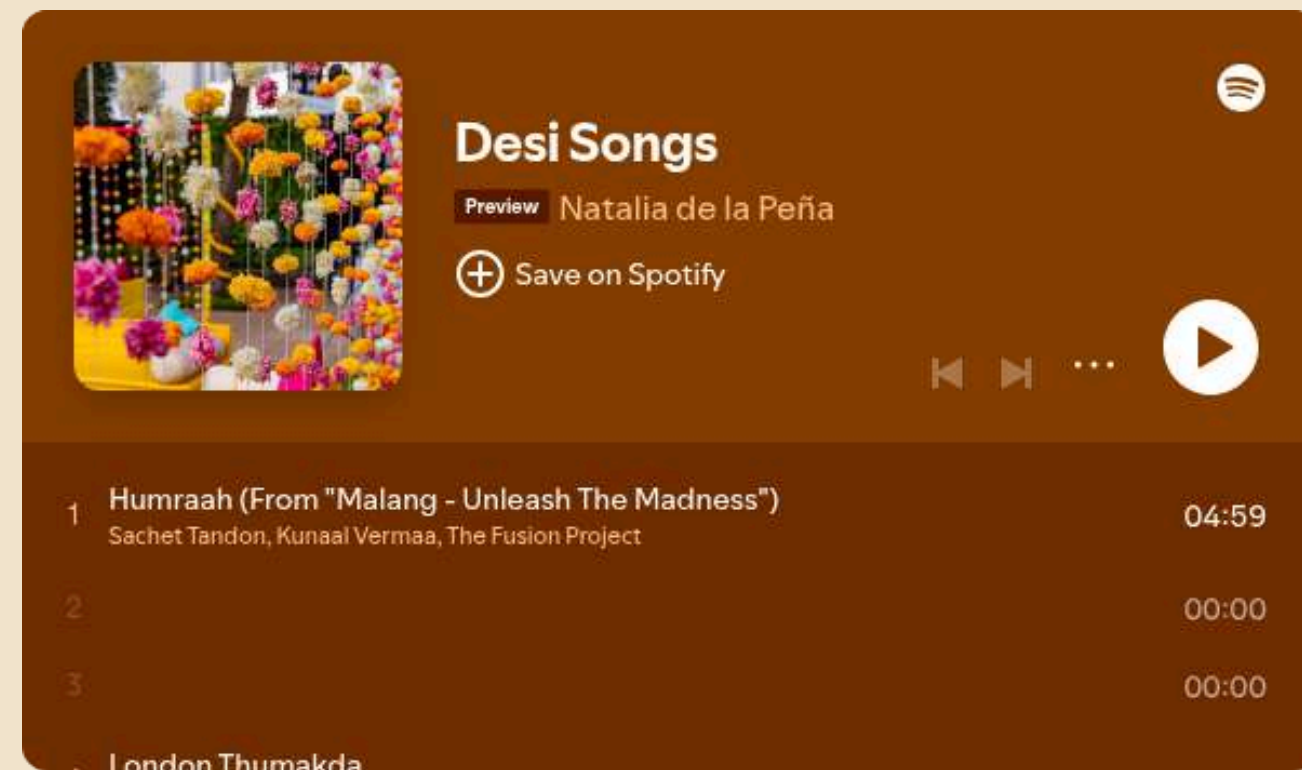 Desi Songs
Preview Natalia de la Peña
Save on Spotify
1 Humraah (From "Malang - Unleash The Madness") 04:59
Sachet Tandon, Kunaal Vermaa, The Fusion Project
2 00:00
3 00:00
London Thumakda